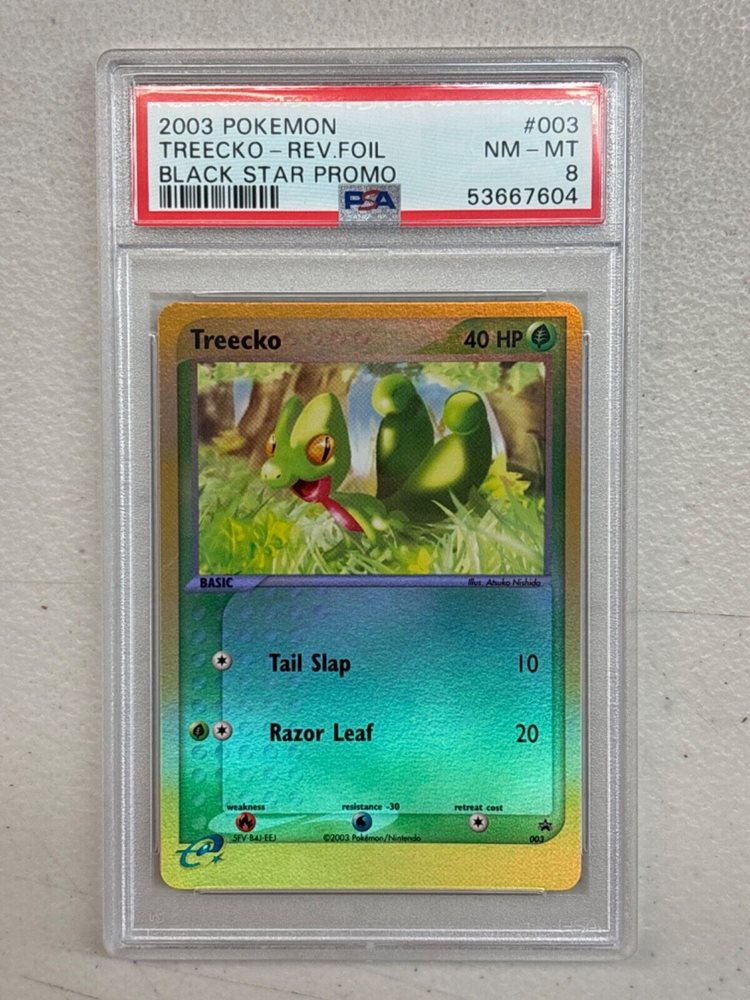 2003 POKEMON #003
TREECKO - REV.FOIL NM - MT
BLACK STAR PROMO 8
PSA 53667604
Treecko 40 HP
BASIC Illus. Atsuko Nishida
Tail Slap 10
Razor Leaf 20
weakness resistance -30 retreat cost
©2003 Pokémon/Nintendo 003